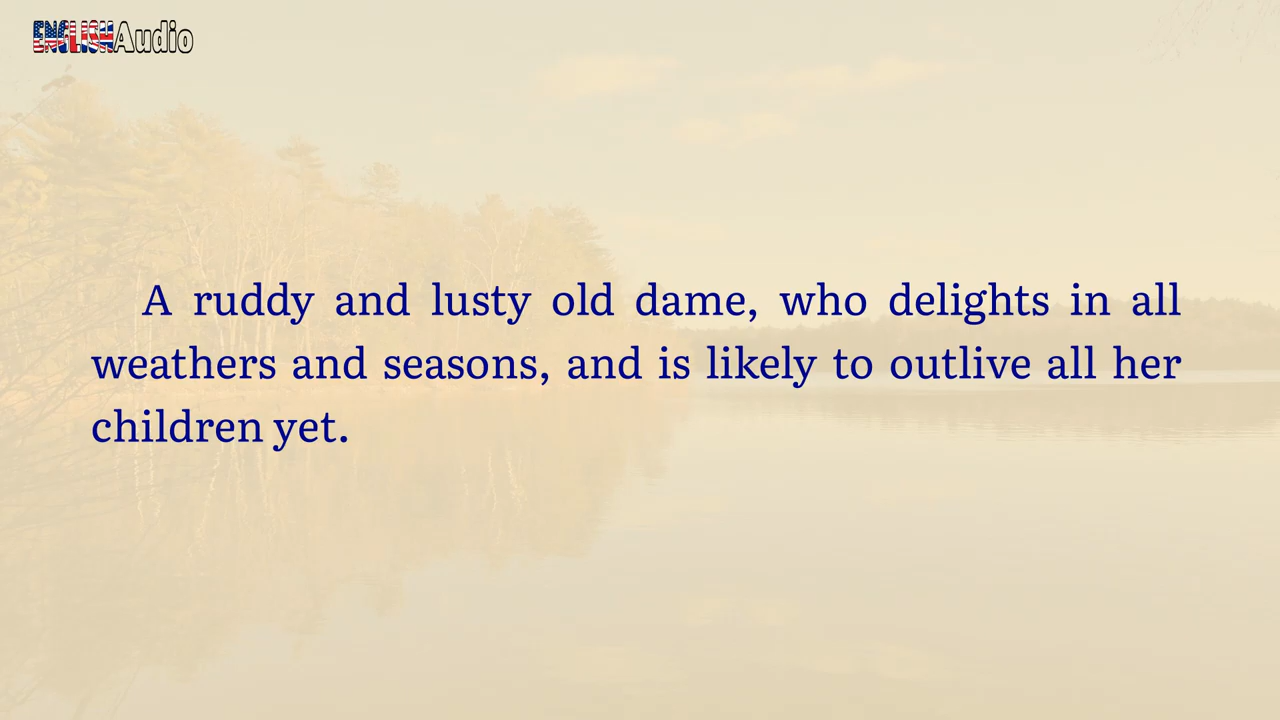 ENGLISHAudio
A ruddy and lusty old dame, who delights in all
weathers and seasons, and is likely to outlive all her
children yet.